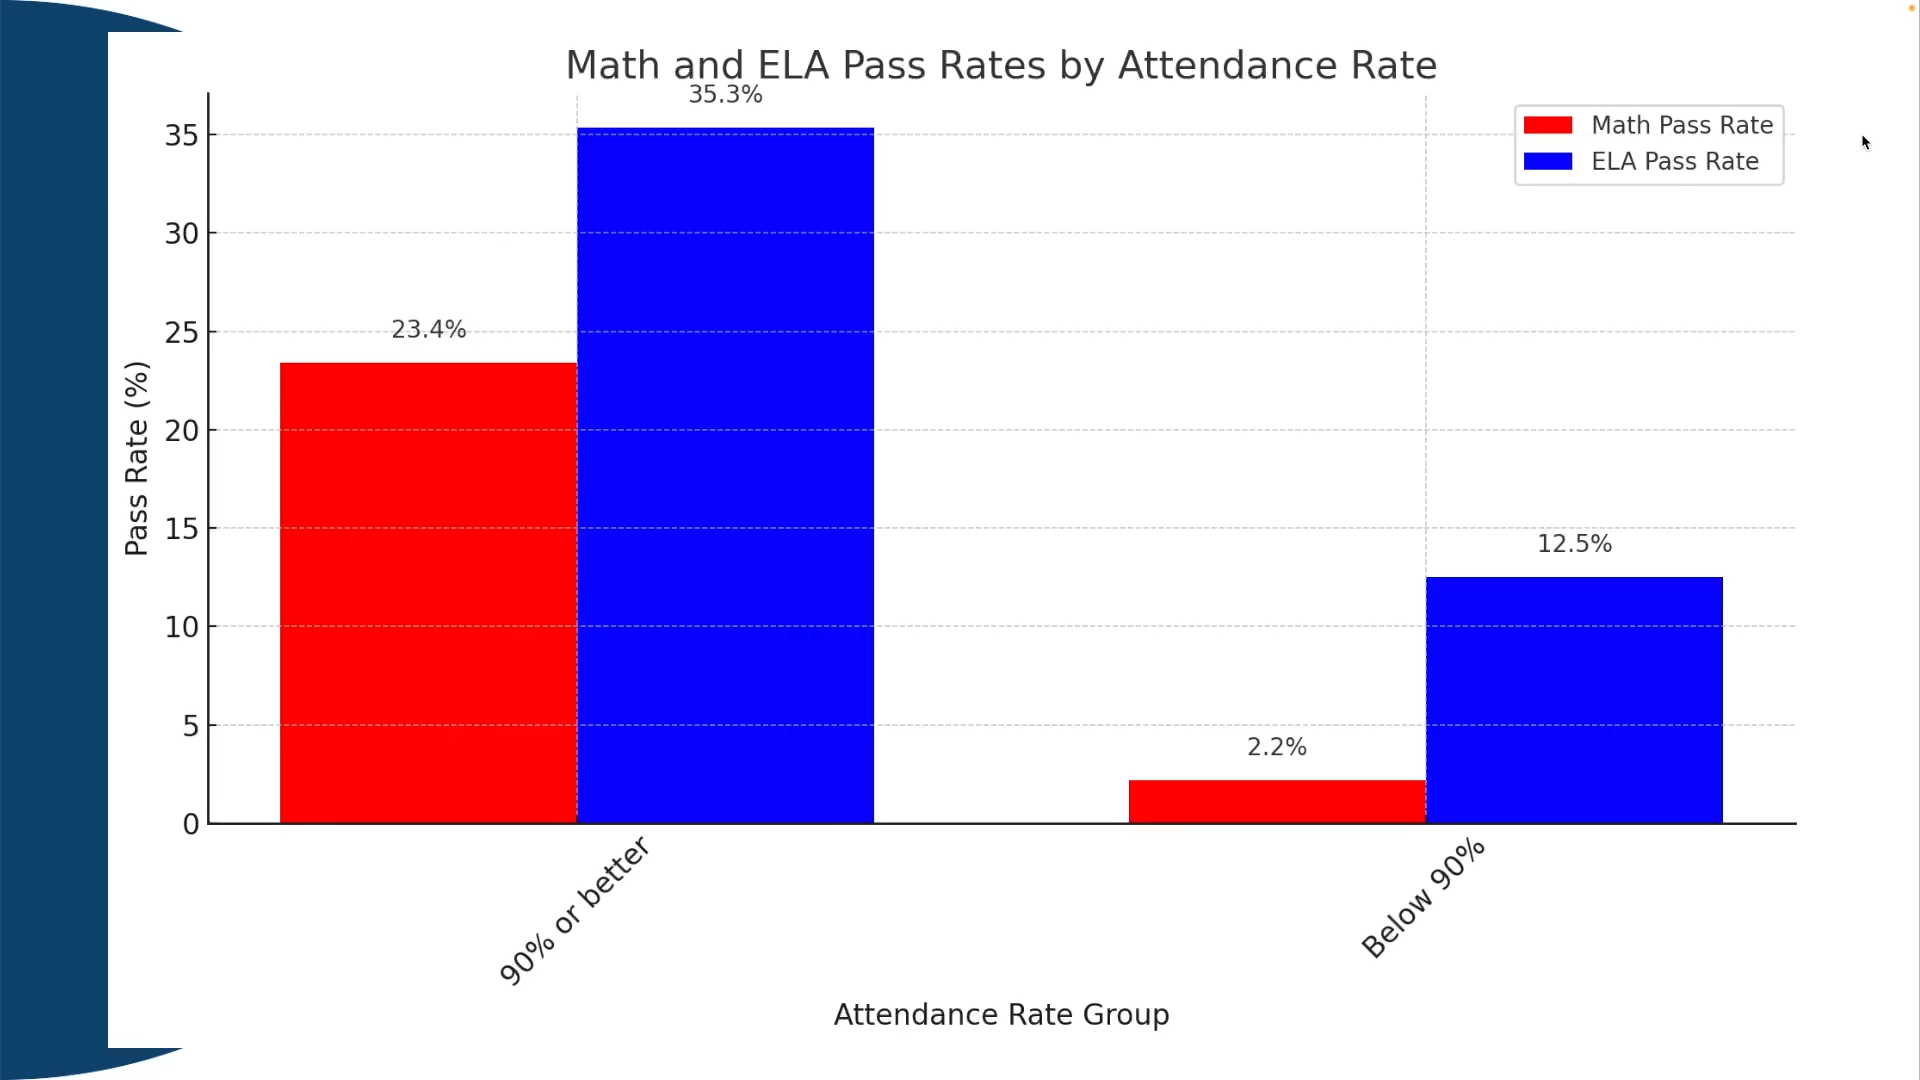 Math and ELA Pass Rates by Attendance Rate
35.3%
Math Pass Rate
ELA Pass Rate
35
30
25
20
15
10
5
0
Pass Rate (%)
23.4%
12.5%
2.2%
90% or better
Below 90%
Attendance Rate Group